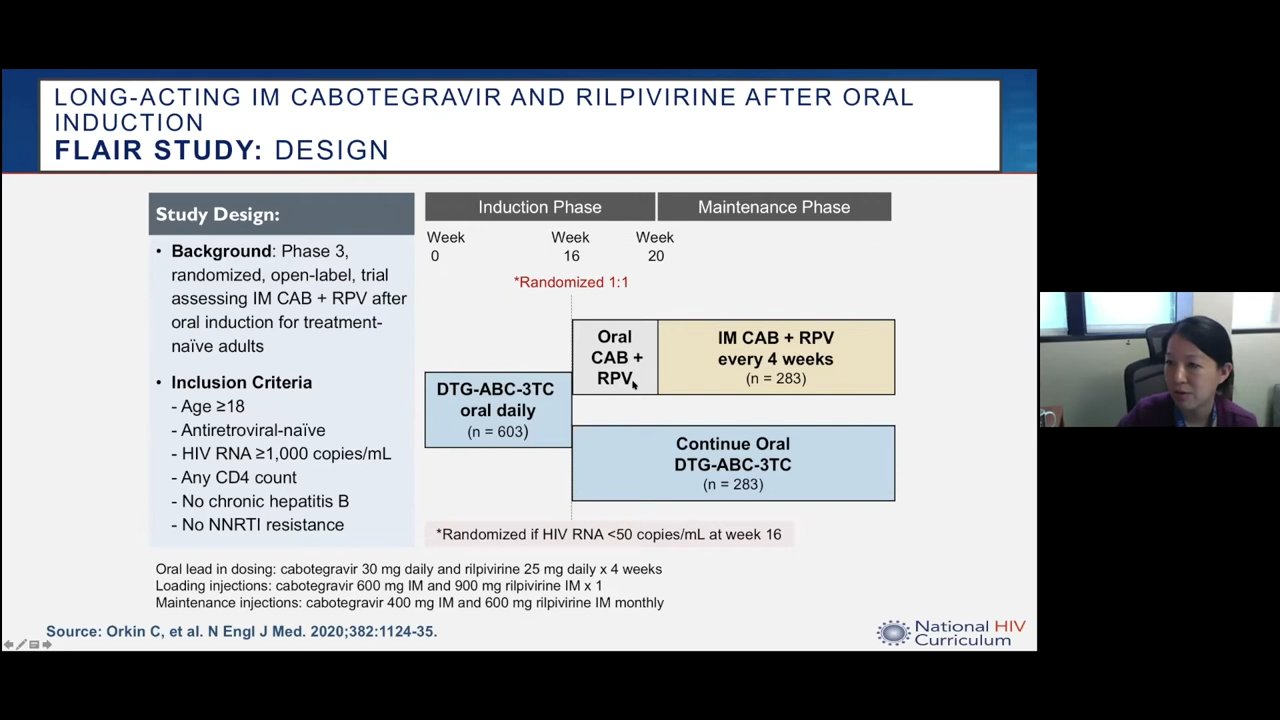 LONG-ACTING IM CABOTEGRAVIR AND RILPIVIRINE AFTER ORAL
INDUCTION
FLAIR STUDY: DESIGN
Study Design:
• Background: Phase 3,
randomized, open-label, trial
assessing IM CAB + RPV after
oral induction for treatment-
naïve adults
• Inclusion Criteria
- Age ≥18
- Antiretroviral-naïve
- HIV RNA ≥1,000 copies/mL
- Any CD4 count
- No chronic hepatitis B
- No NNRTI resistance
Induction Phase
Maintenance Phase
Week
0
Week
16
Week
20
*Randomized 1:1
DTG-ABC-3TC
oral daily
(n = 603)
Oral
CAB +
RPV
IM CAB + RPV
every 4 weeks
(n = 283)
Continue Oral
DTG-ABC-3TC
(n = 283)
*Randomized if HIV RNA <50 copies/mL at week 16
Oral lead in dosing: cabotegravir 30 mg daily and rilpivirine 25 mg daily x 4 weeks
Loading injections: cabotegravir 600 mg IM and 900 mg rilpivirine IM x 1
Maintenance injections: cabotegravir 400 mg IM and 600 mg rilpivirine IM monthly
Source: Orkin C, et al. N Engl J Med. 2020;382:1124-35.
National HIV
Curriculum